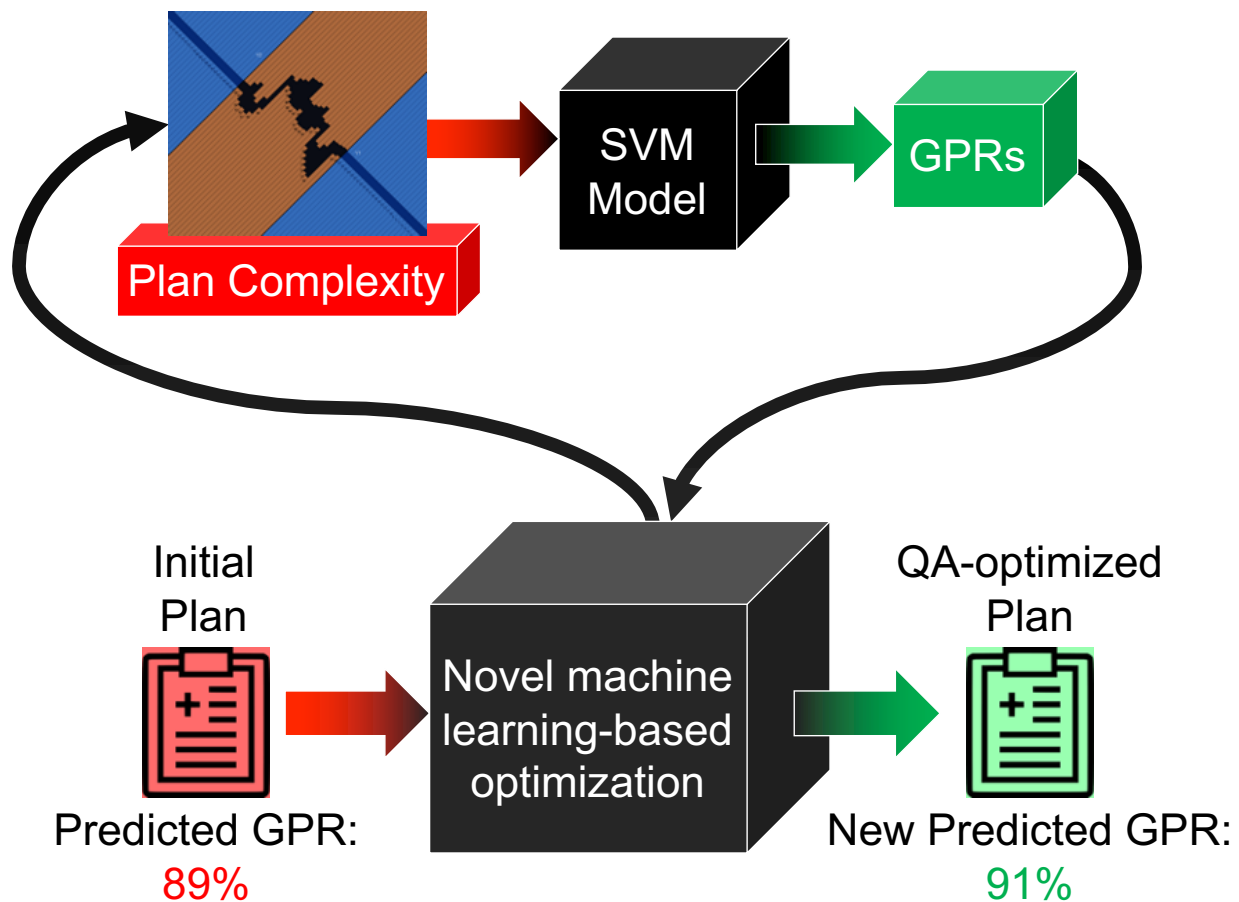 SVM
Model
GPRs
Plan Complexity
Initial
Plan
QA-optimized
Plan
Novel machine
learning-based
optimization
Predicted GPR:
89%
New Predicted GPR:
91%